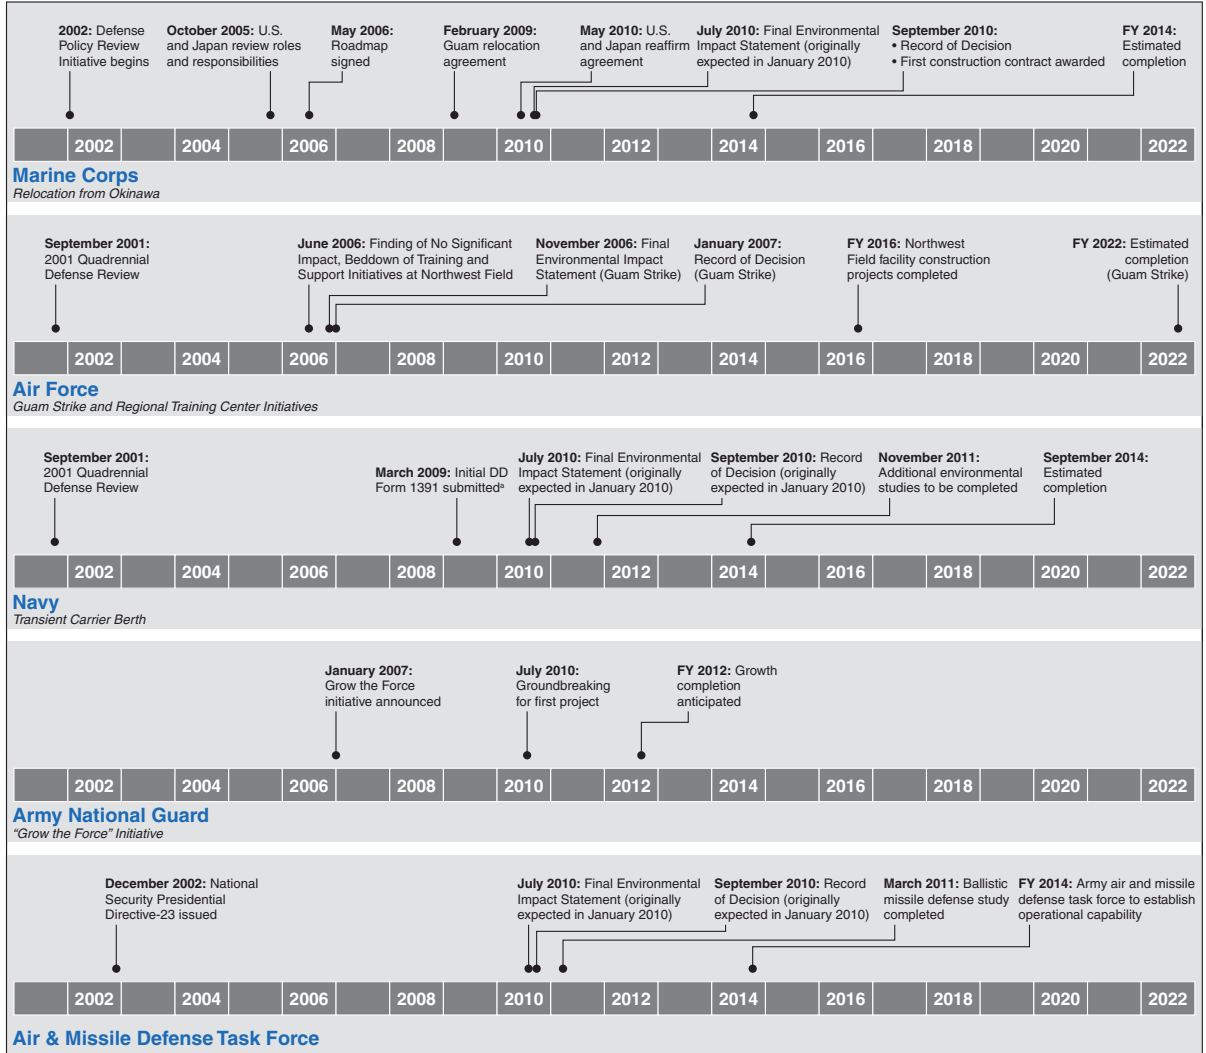 2002: Defense
Policy Review
Initiative begins
October 2005: U.S.
and Japan review roles
and responsibilities
May 2006:
Roadmap
signed
February 2009:
Guam relocation
agreement
May 2010: U.S.
and Japan reaffirm
agreement
July 2010: Final Environmental
Impact Statement (originally
expected in January 2010)
September 2010:
• Record of Decision
• First construction contract awarded
FY 2014:
Estimated
completion
2002 2004 2006 2008 2010 2012 2014 2016 2018 2020 2022
Marine Corps
Relocation from Okinawa
September 2001:
2001 Quadrennial
Defense Review
June 2006: Finding of No Significant
Impact, Beddown of Training and
Support Initiatives at Northwest Field
November 2006: Final
Environmental Impact
Statement (Guam Strike)
January 2007:
Record of Decision
(Guam Strike)
FY 2016: Northwest
Field facility construction
projects completed
FY 2022: Estimated
completion
(Guam Strike)
2002 2004 2006 2008 2010 2012 2014 2016 2018 2020 2022
Air Force
Guam Strike and Regional Training Center Initiatives
September 2001:
2001 Quadrennial
Defense Review
March 2009: Initial DD
Form 1391 submittedᵃ
July 2010: Final Environmental
Impact Statement (originally
expected in January 2010)
September 2010: Record
of Decision (originally
expected in January 2010)
November 2011:
Additional environmental
studies to be completed
September 2014:
Estimated
completion
2002 2004 2006 2008 2010 2012 2014 2016 2018 2020 2022
Navy
Transient Carrier Berth
January 2007:
Grow the Force
initiative announced
July 2010:
Groundbreaking
for first project
FY 2012: Growth
completion
anticipated
2002 2004 2006 2008 2010 2012 2014 2016 2018 2020 2022
Army National Guard
“Grow the Force” Initiative
December 2002: National
Security Presidential
Directive-23 issued
July 2010: Final Environmental
Impact Statement (originally
expected in January 2010)
September 2010: Record
of Decision (originally
expected in January 2010)
March 2011: Ballistic
missile defense study
completed
FY 2014: Army air and missile
defense task force to establish
operational capability
2002 2004 2006 2008 2010 2012 2014 2016 2018 2020 2022
Air & Missile Defense Task Force